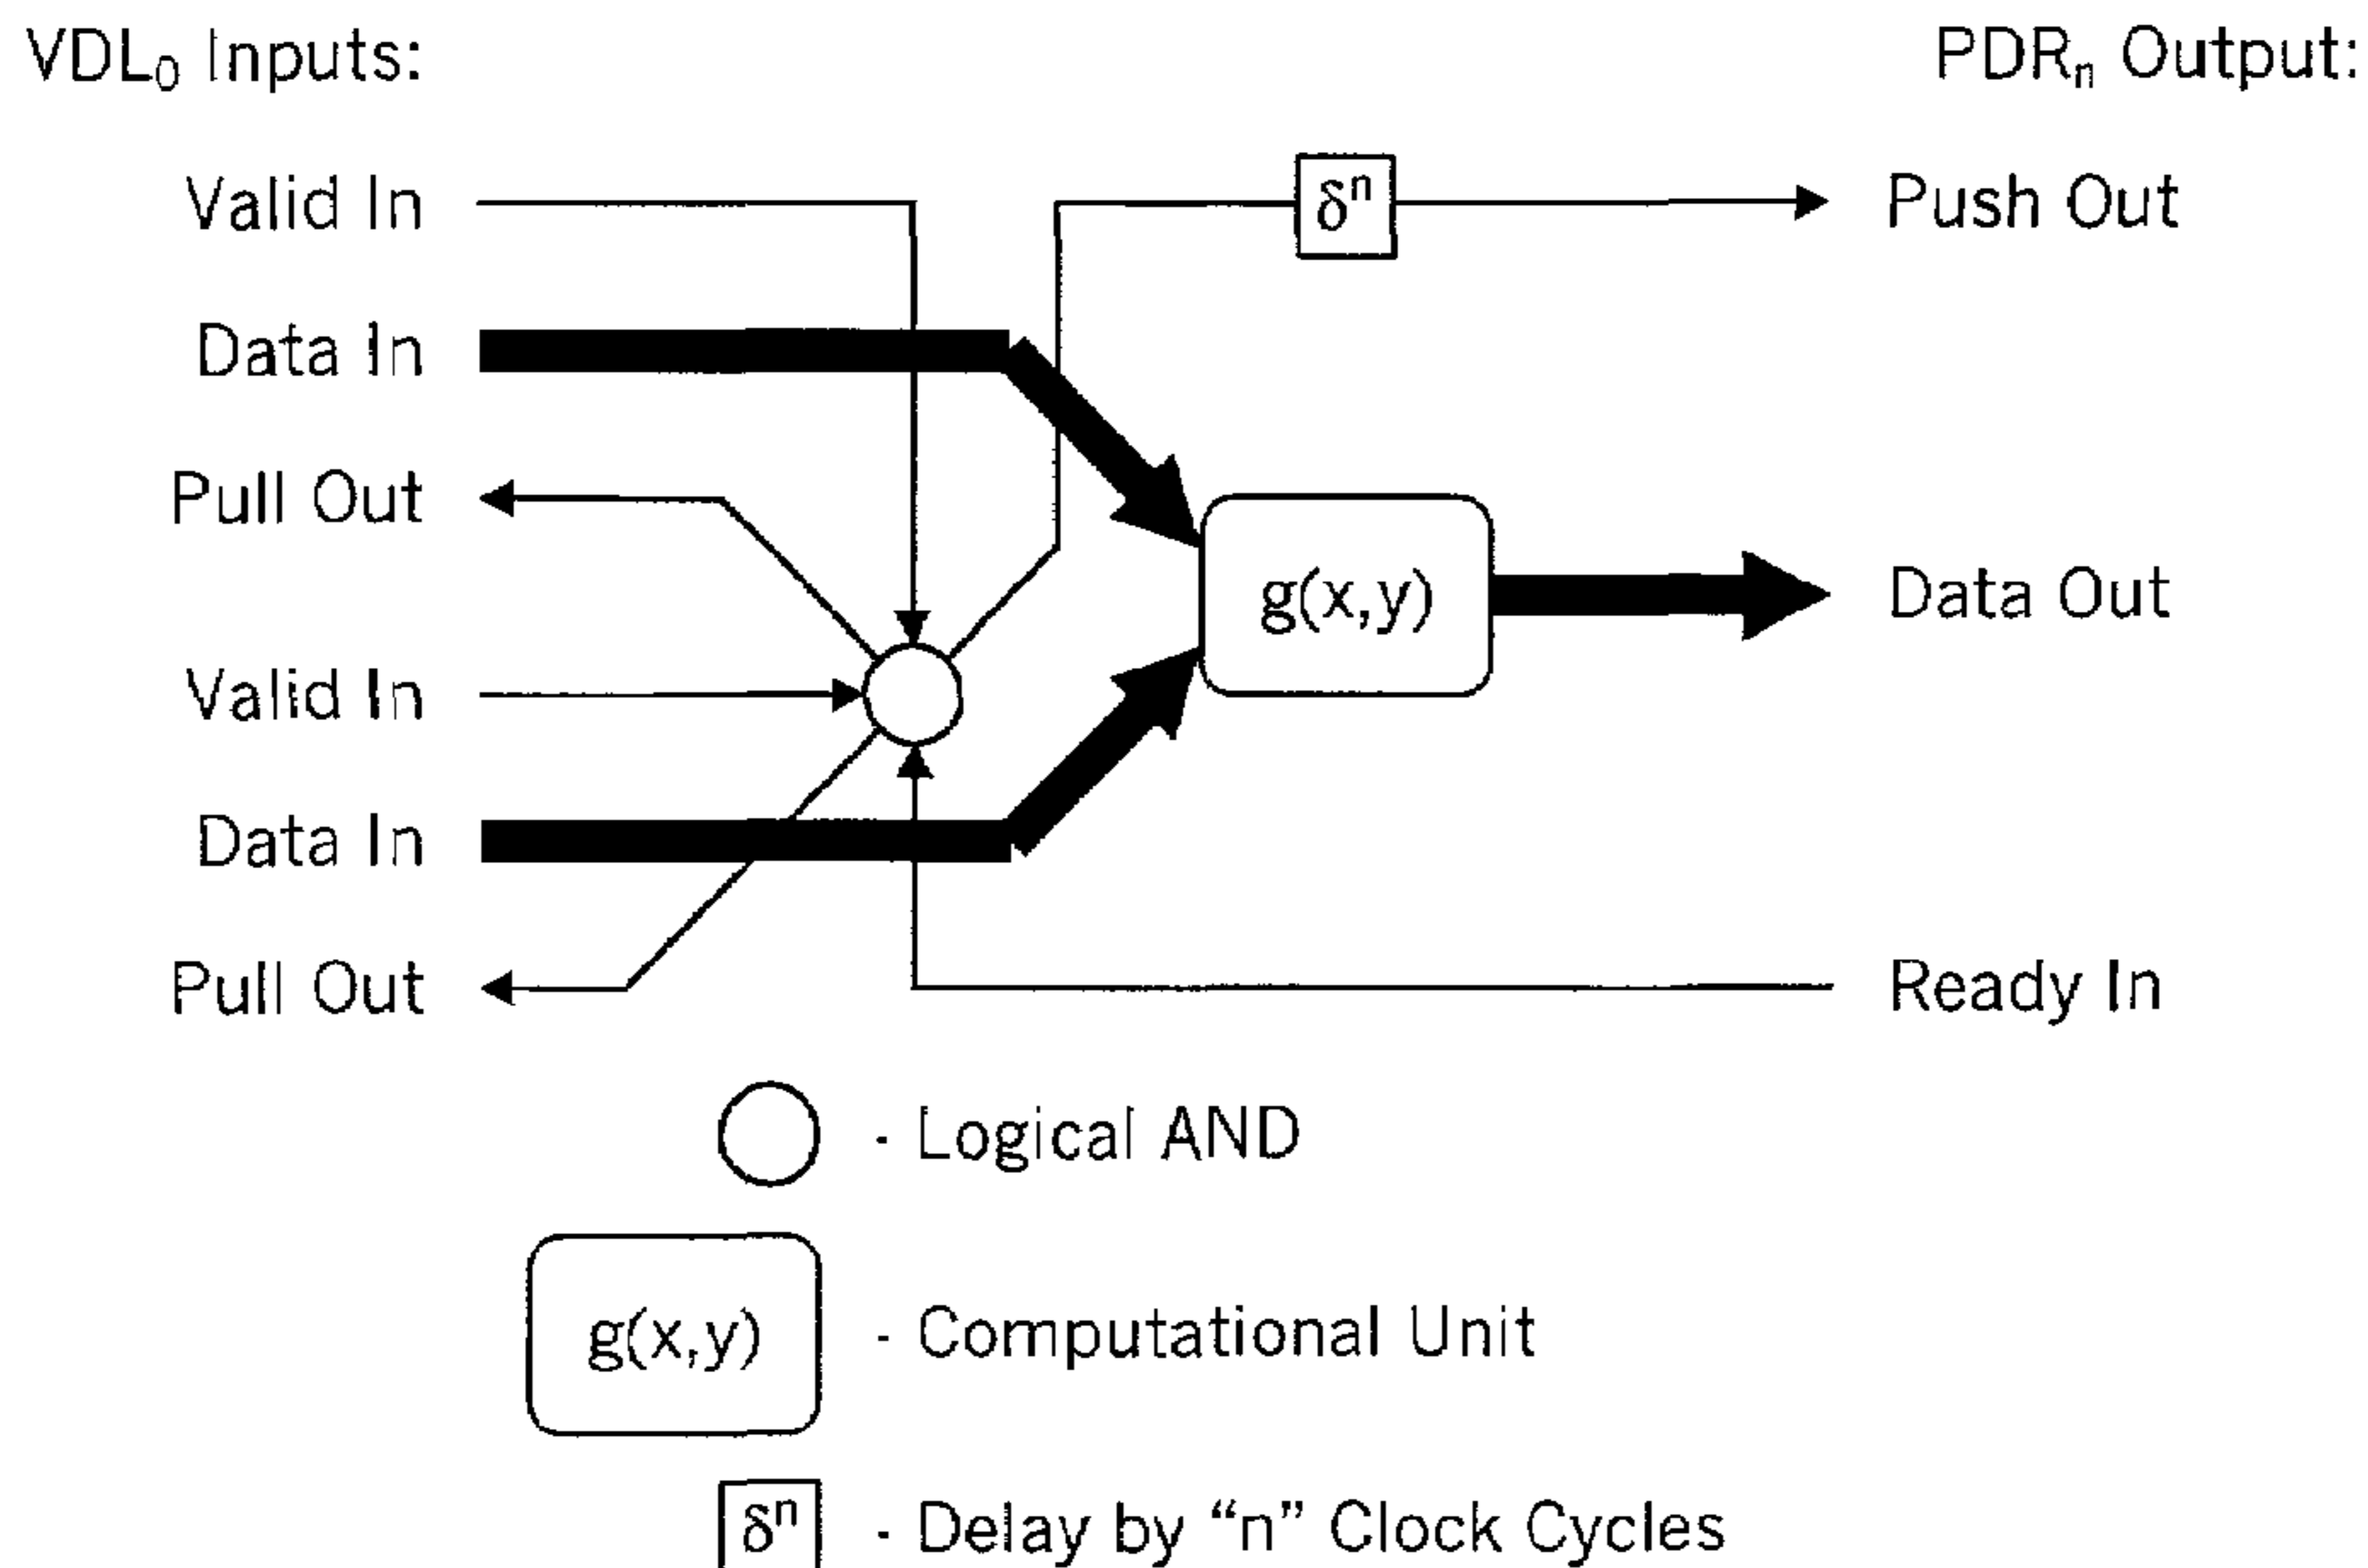 VDL₀ Inputs:
PDRₙ Output:
Valid In
δⁿ
Push Out
Data In
Pull Out
g(x,y)
Data Out
Valid In
Data In
Pull Out
Ready In
- Logical AND
g(x,y) - Computational Unit
δⁿ - Delay by “n” Clock Cycles